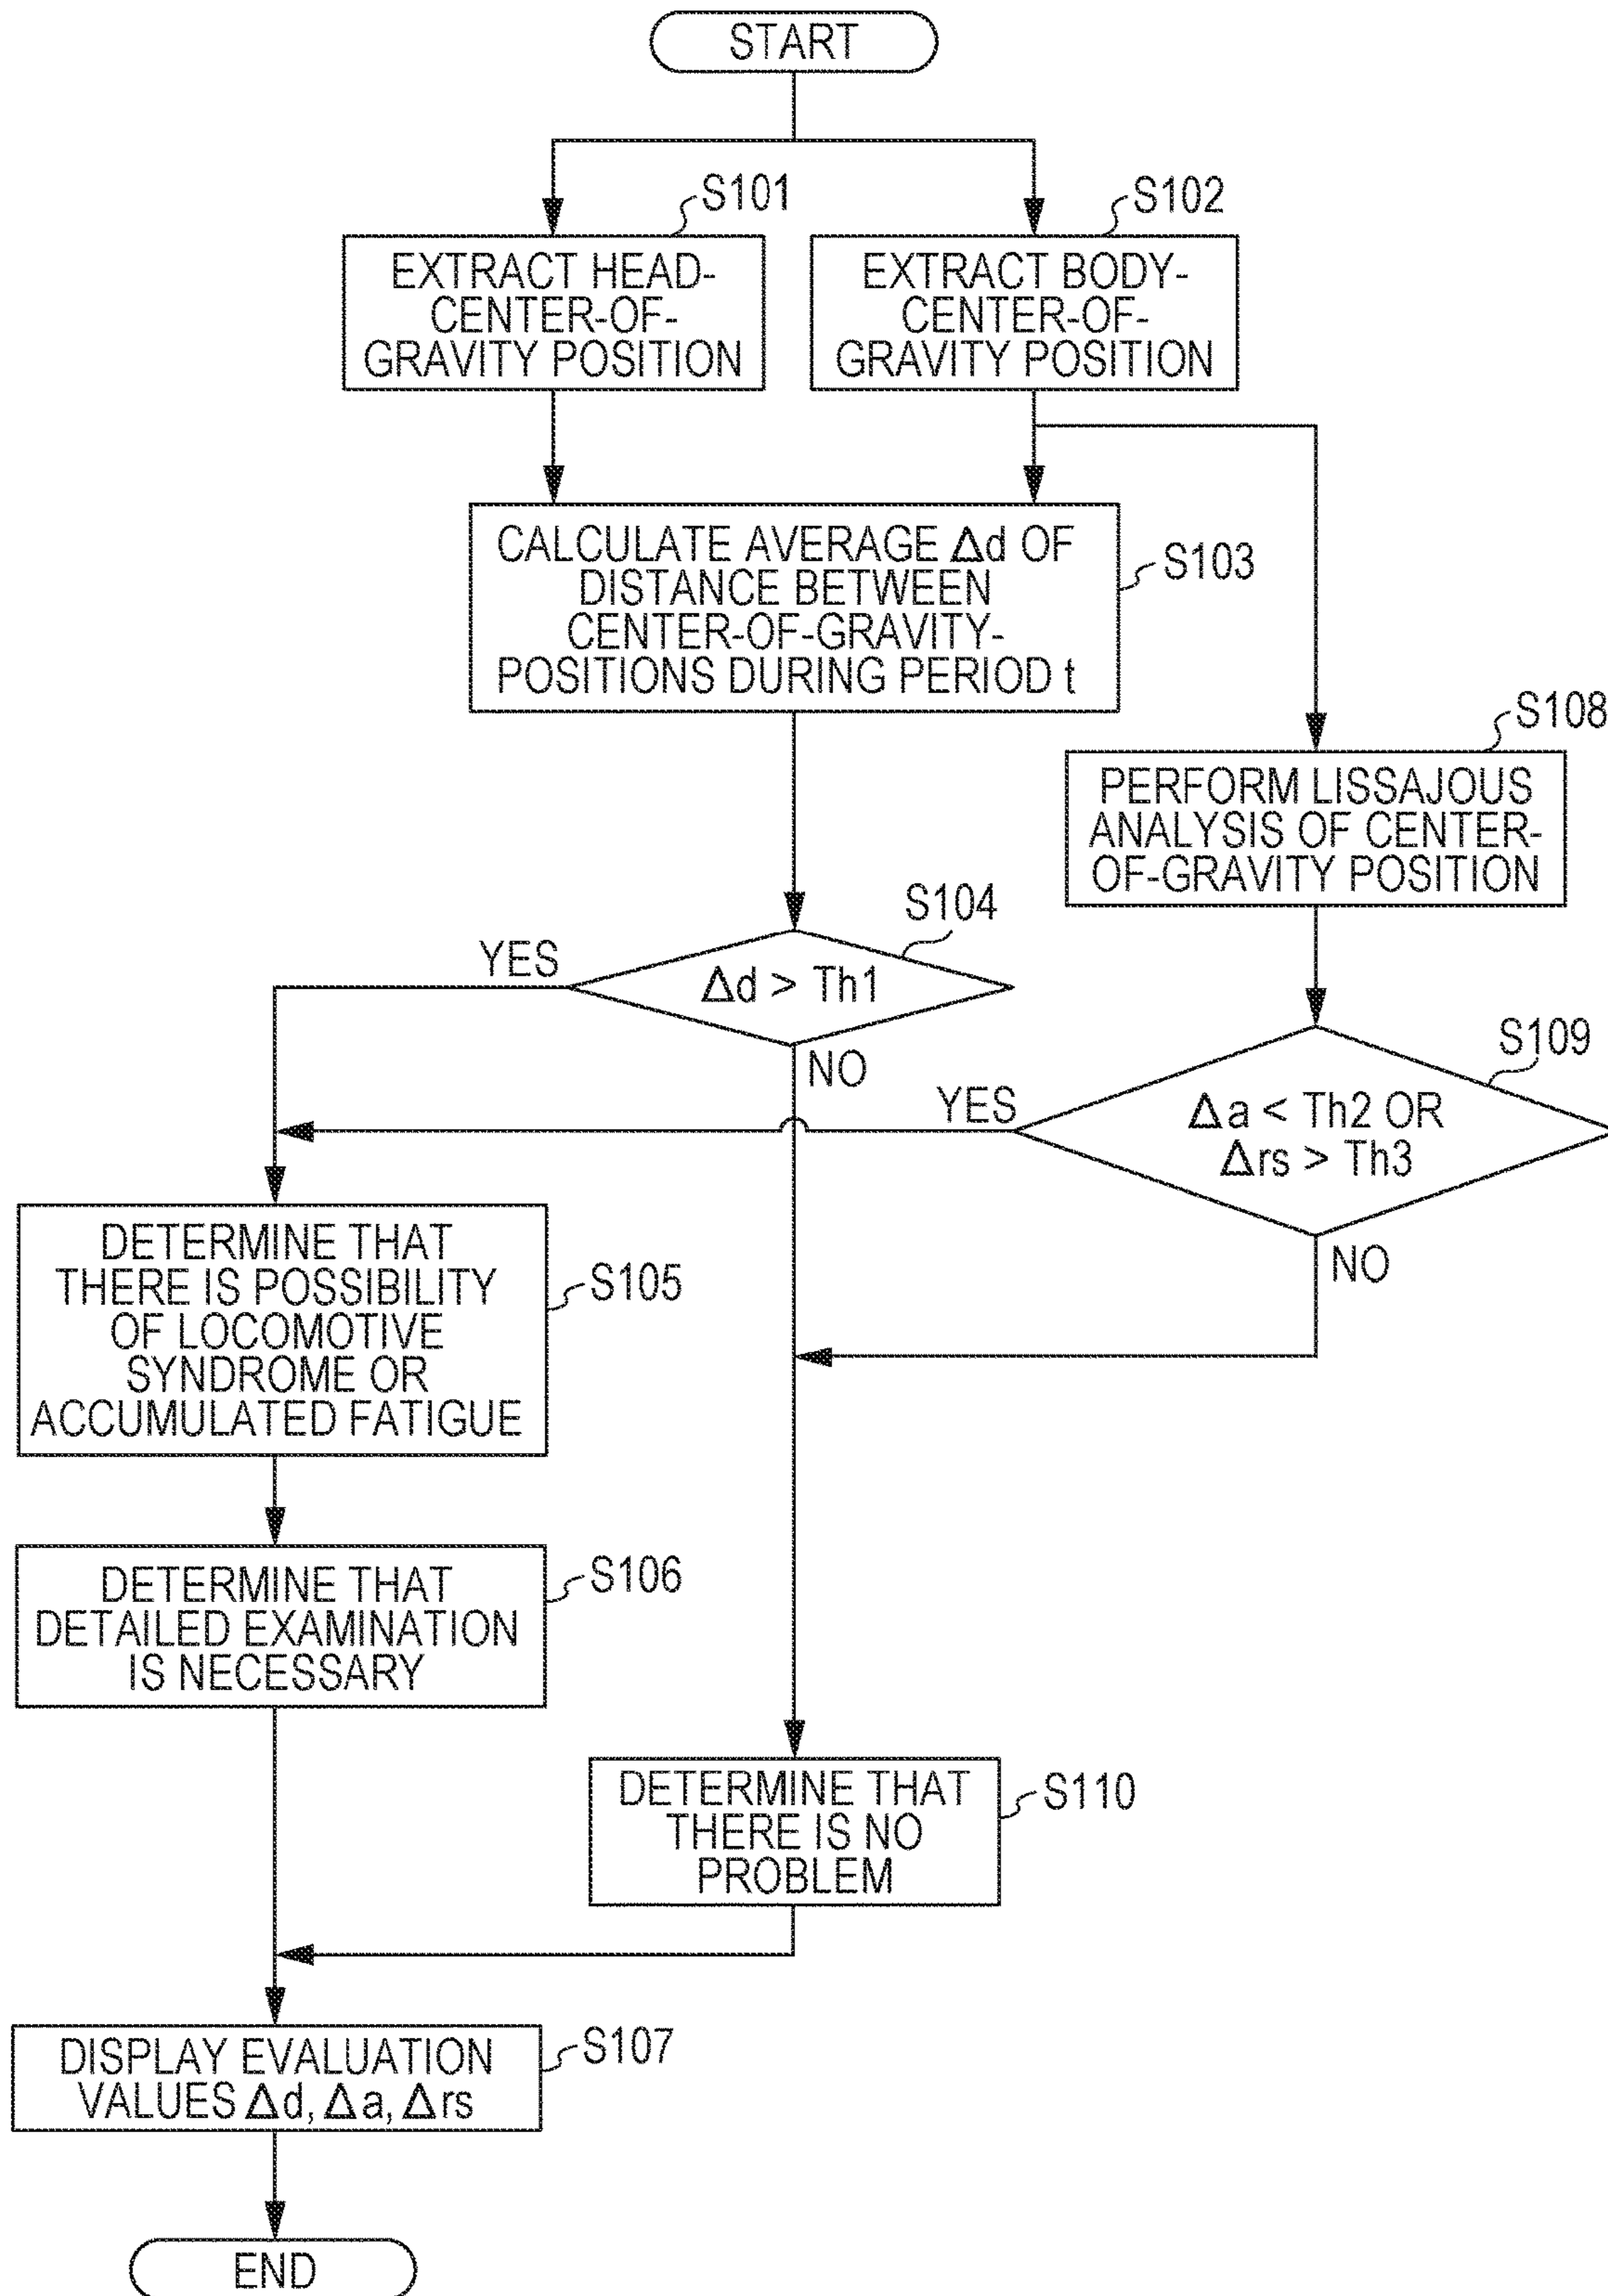 START
S101
S102
EXTRACT HEAD-
CENTER-OF-
GRAVITY POSITION
EXTRACT BODY-
CENTER-OF-
GRAVITY POSITION
CALCULATE AVERAGE Δd OF
DISTANCE BETWEEN
CENTER-OF-GRAVITY-
POSITIONS DURING PERIOD t
S103
S108
PERFORM LISSAJOUS
ANALYSIS OF CENTER-
OF-GRAVITY POSITION
S104
YES
Δd > Th1
NO
S109
YES
Δa < Th2 OR
Δrs > Th3
NO
DETERMINE THAT
THERE IS POSSIBILITY
OF LOCOMOTIVE
SYNDROME OR
ACCUMULATED FATIGUE
S105
DETERMINE THAT
DETAILED EXAMINATION
IS NECESSARY
S106
DETERMINE THAT
THERE IS NO
PROBLEM
S110
DISPLAY EVALUATION
VALUES Δd, Δa, Δrs
S107
END